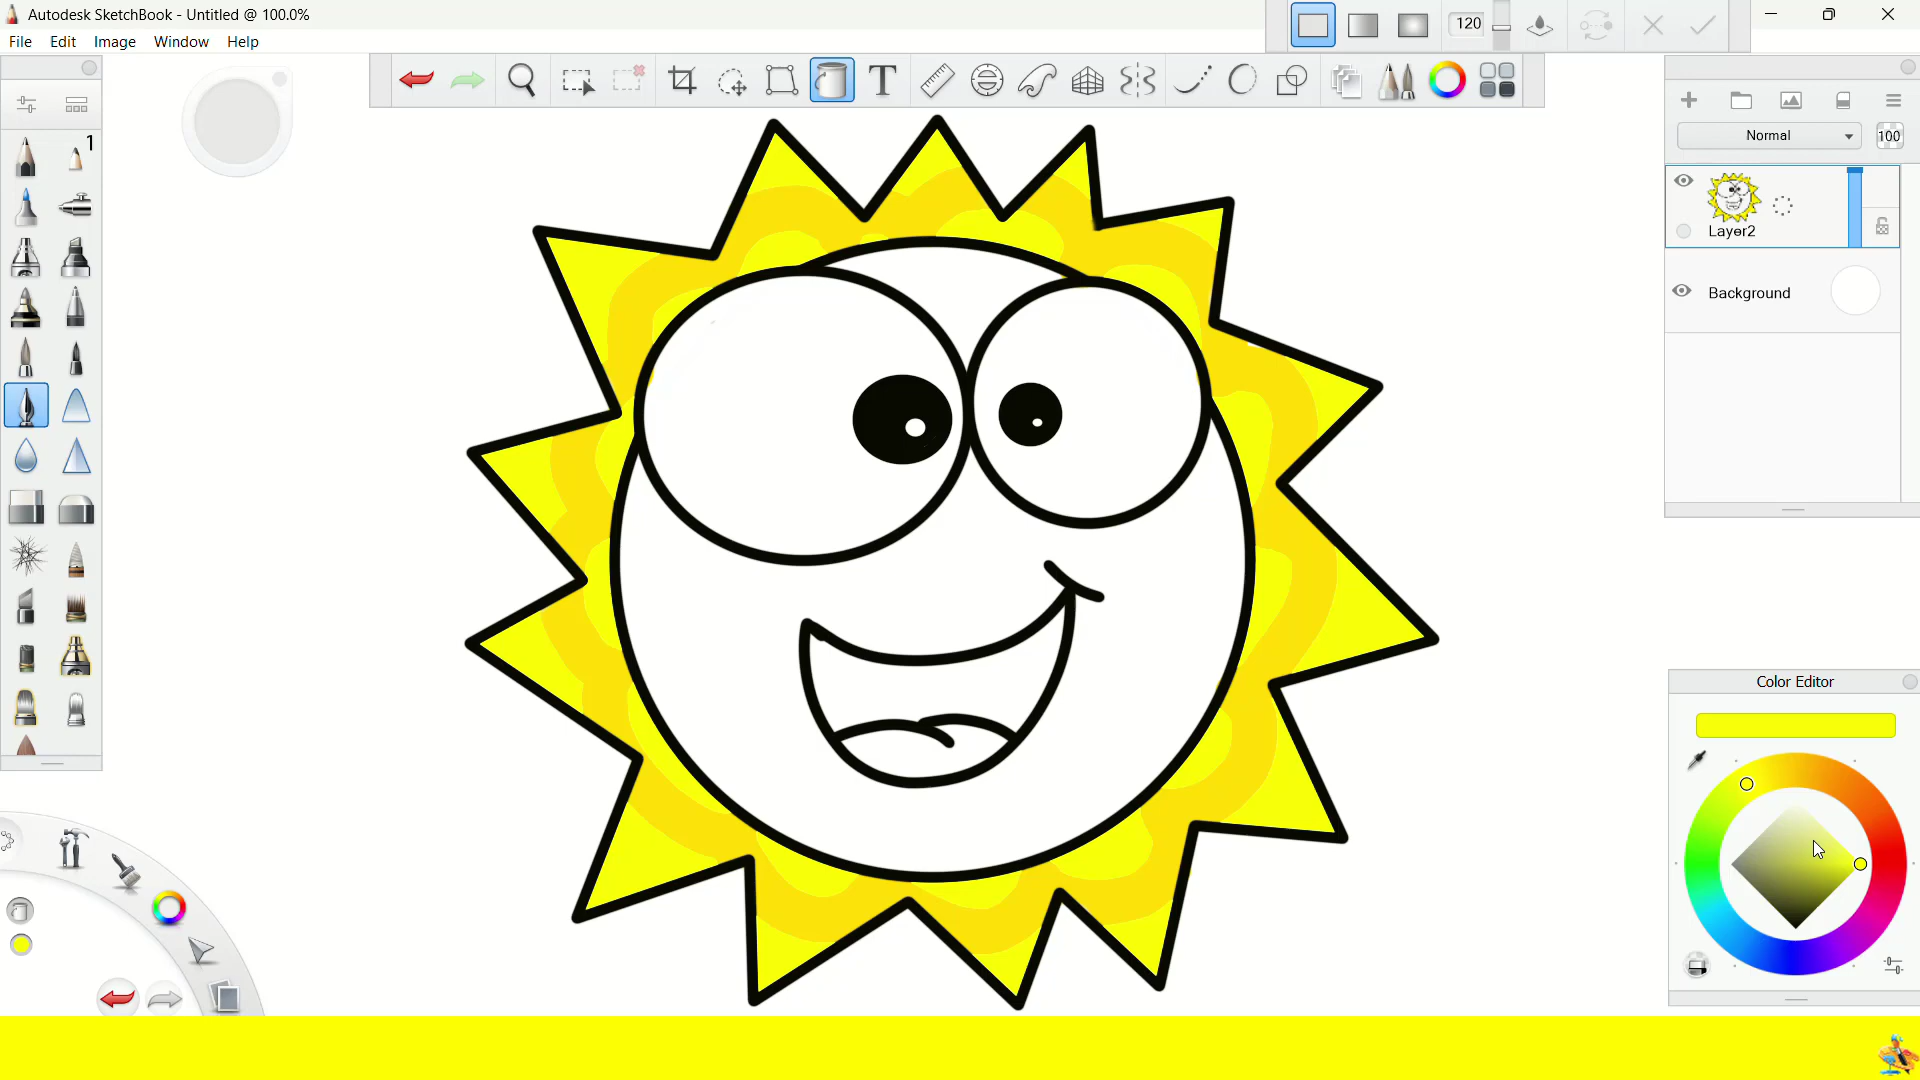 Autodesk SketchBook - Untitled @ 100.0%
File Edit Image Window Help
120
1
Normal 100
Layer2
Background
Color Editor